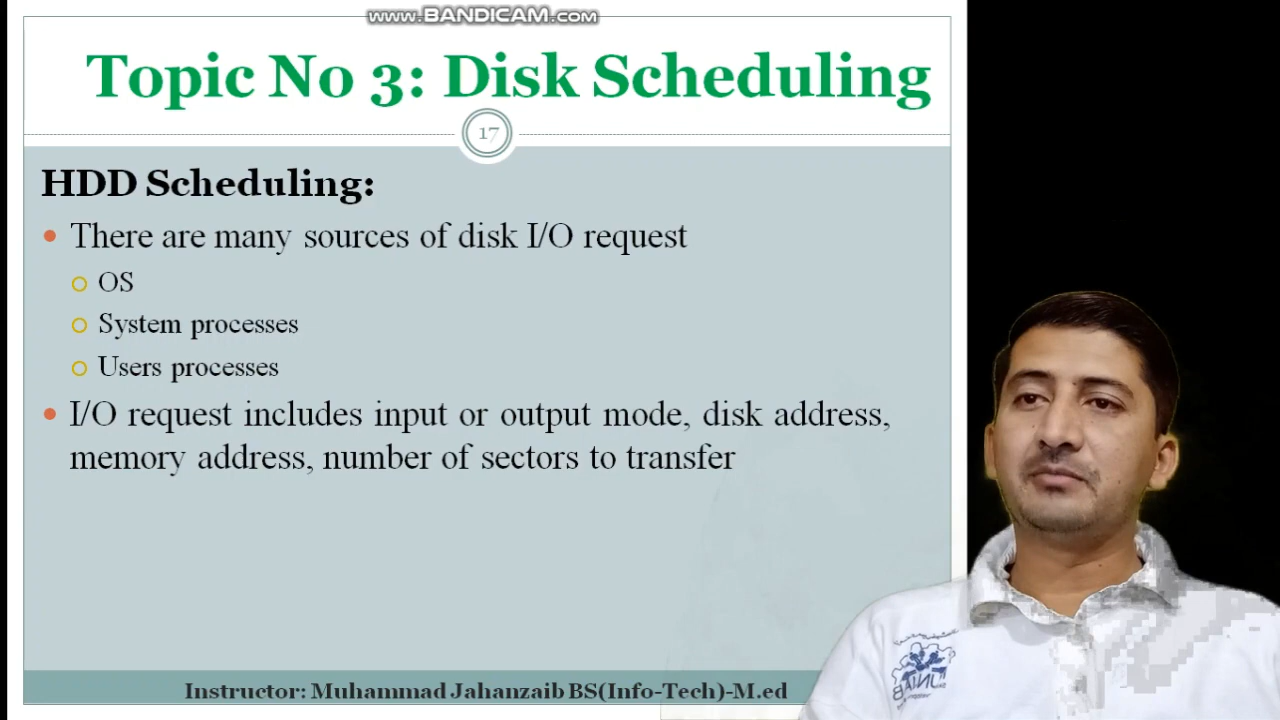 www.BANDICAM.com
Topic No 3: Disk Scheduling
17
HDD Scheduling:
There are many sources of disk I/O request
OS
System processes
Users processes
I/O request includes input or output mode, disk address,
memory address, number of sectors to transfer
Instructor: Muhammad Jahanzaib BS(Info-Tech)-M.ed